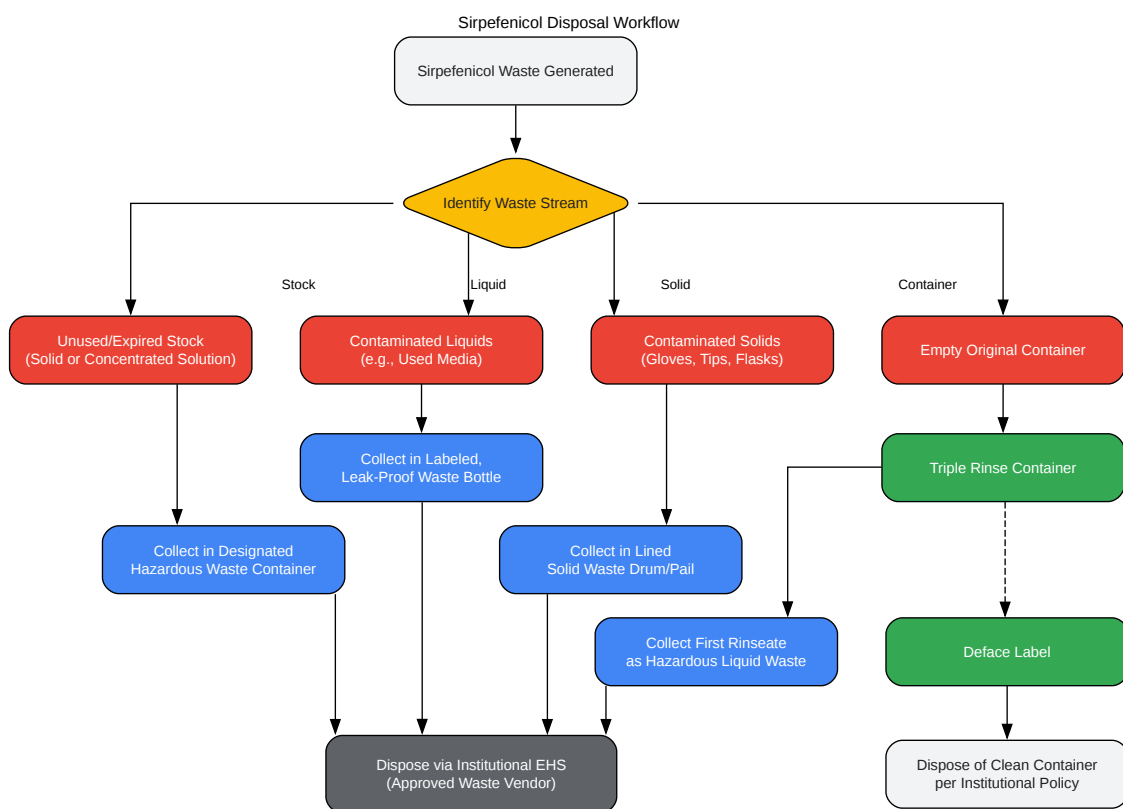 Sirpefenicol Disposal Workflow
Sirpefenicol Waste Generated
Identify Waste Stream
Stock
Liquid
Solid
Container
Unused/Expired Stock
(Solid or Concentrated Solution)
Contaminated Liquids
(e.g., Used Media)
Contaminated Solids
(Gloves, Tips, Flasks)
Empty Original Container
Collect in Labeled,
Leak-Proof Waste Bottle
Triple Rinse Container
Collect in Designated
Hazardous Waste Container
Collect in Lined
Solid Waste Drum/Pail
Collect First Rinseate
as Hazardous Liquid Waste
Deface Label
Dispose via Institutional EHS
(Approved Waste Vendor)
Dispose of Clean Container
per Institutional Policy